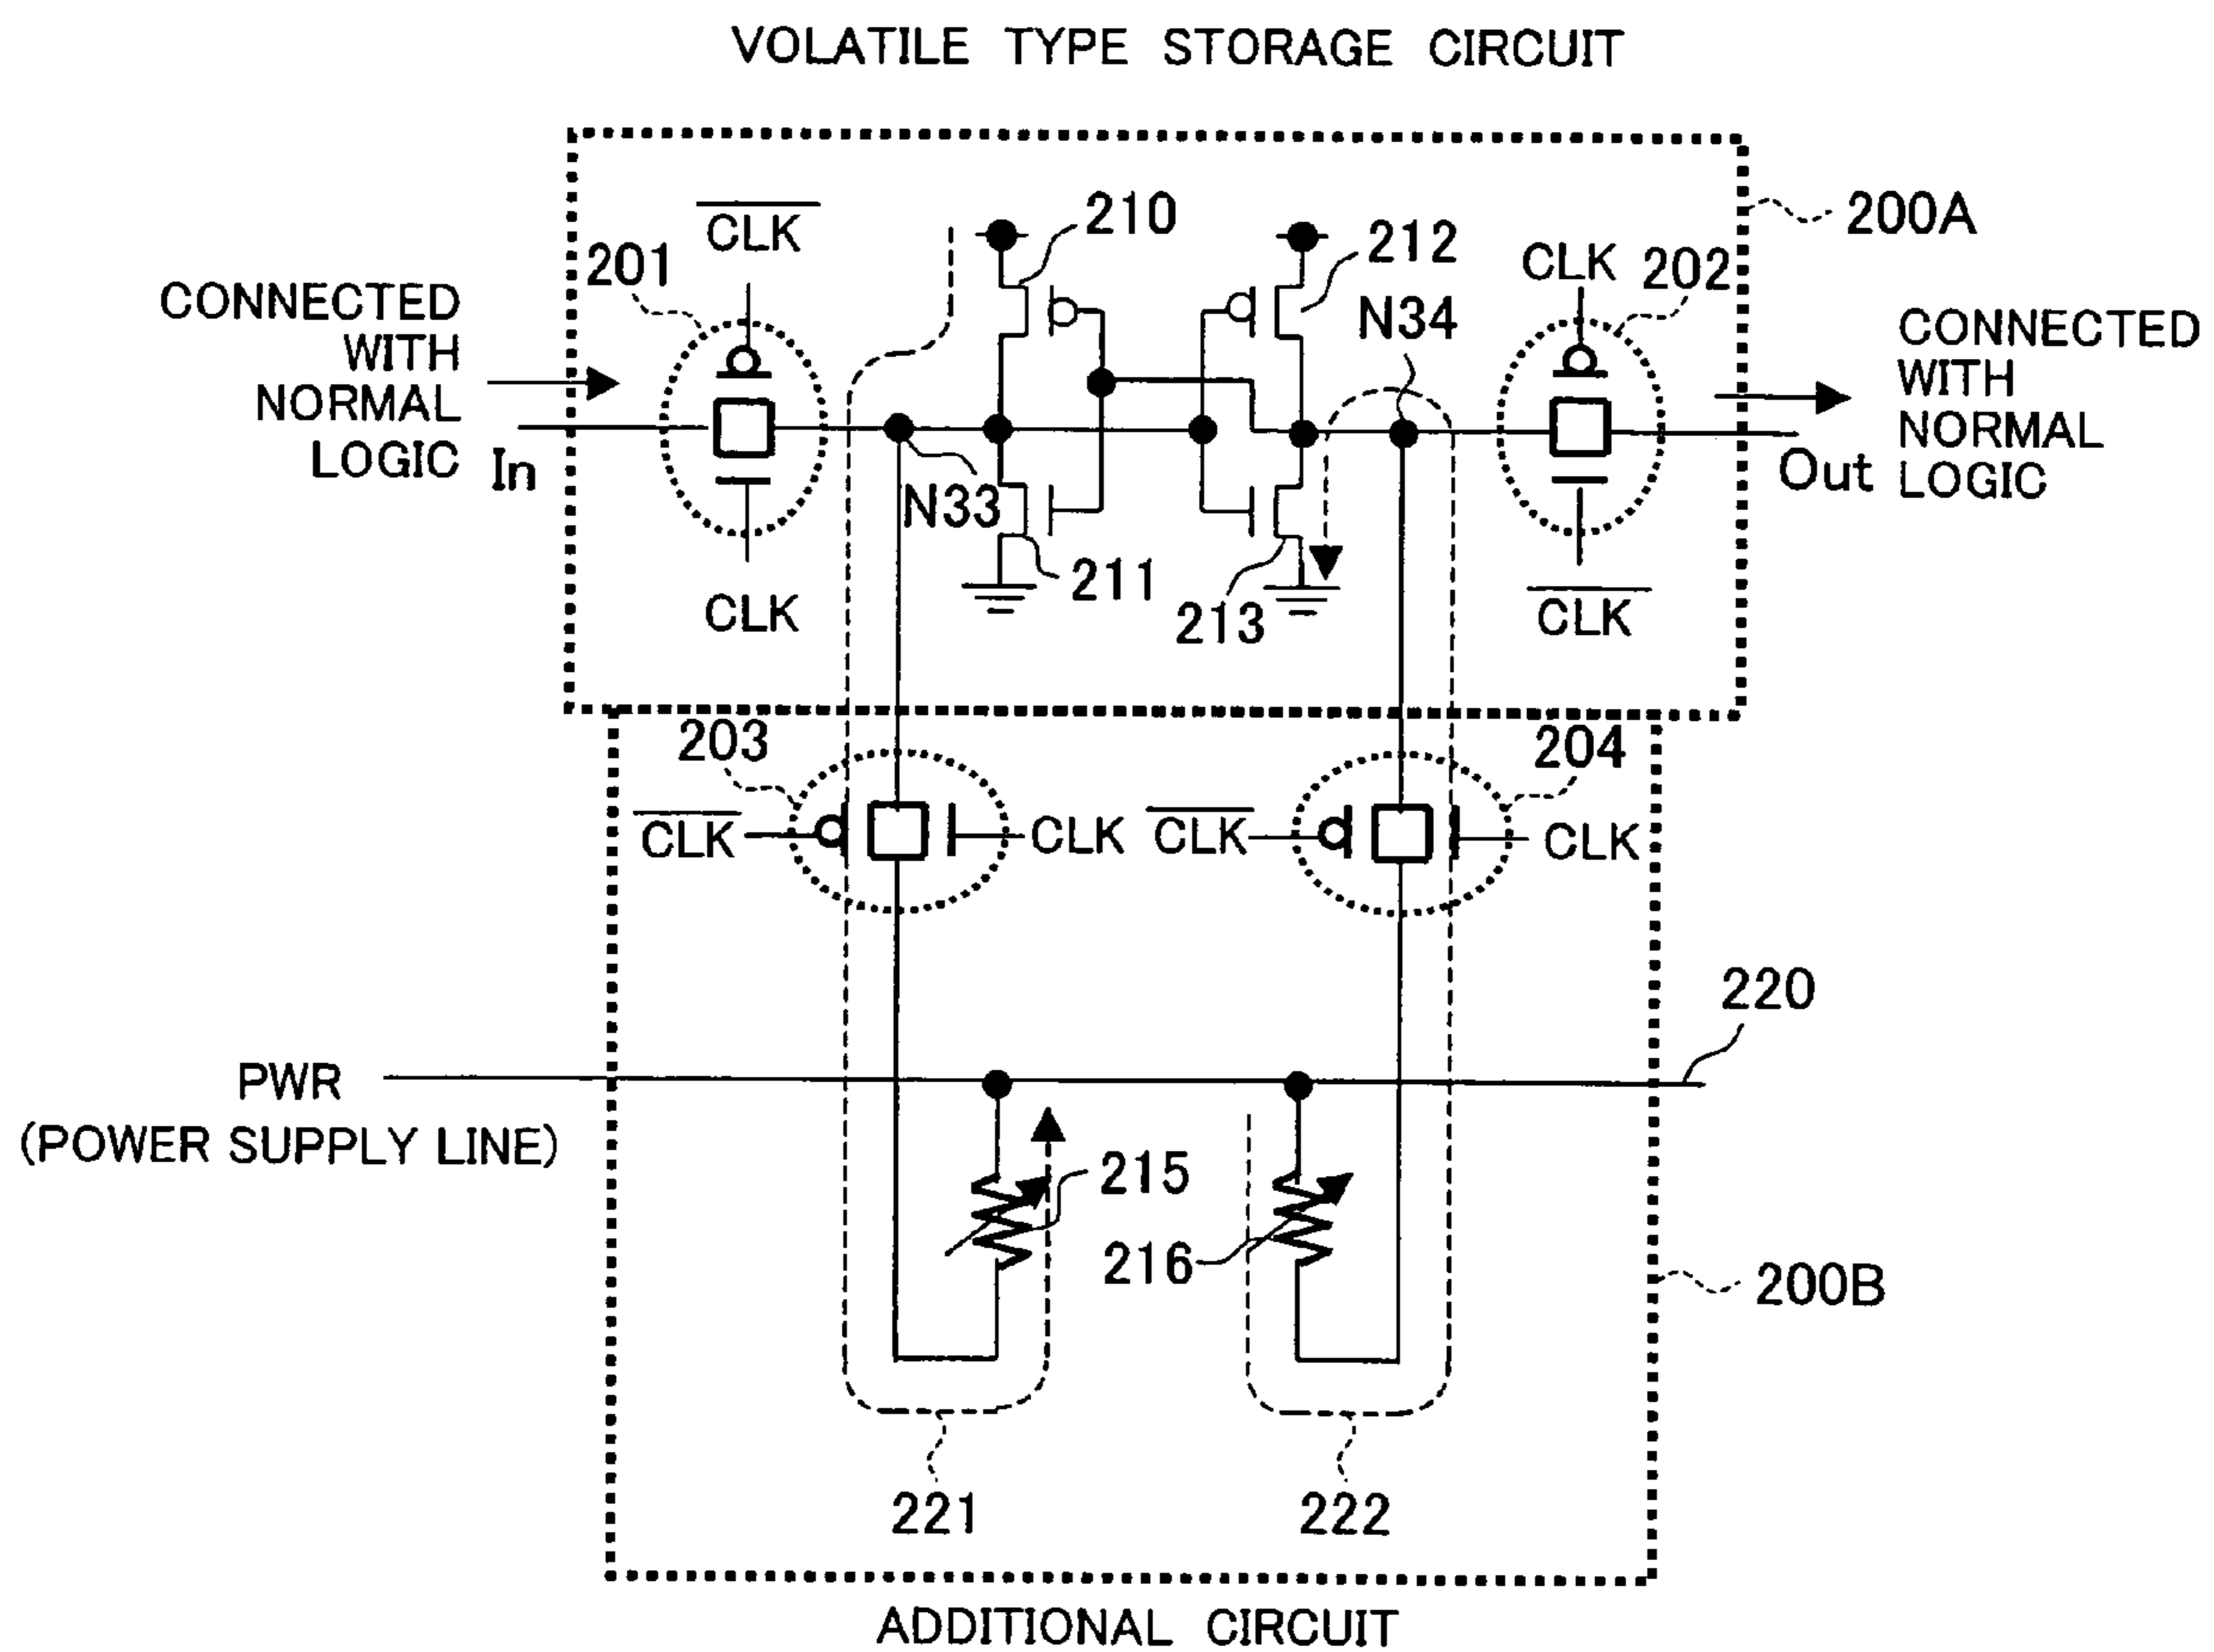 VOLATILE TYPE STORAGE CIRCUIT
200A
CLK
210
212
CLK
202
201
N34
CONNECTED
WITH
NORMAL
LOGIC
CONNECTED
WITH
NORMAL
LOGIC
In
Out
N33
211
213
CLK
CLK
203
204
CLK
CLK
CLK
CLK
220
PWR
(POWER SUPPLY LINE)
215
216
200B
221
222
ADDITIONAL CIRCUIT